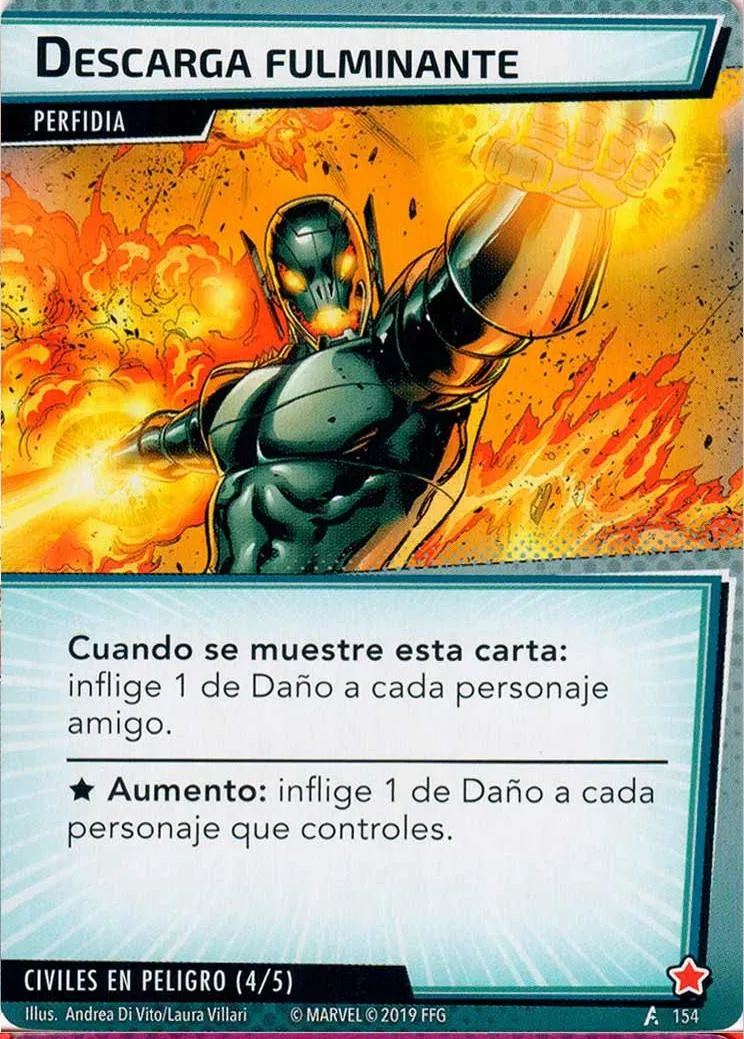 DESCARGA FULMINANTE
PERFIDIA
Cuando se muestre esta carta:
inflige 1 de Daño a cada personaje
amigo.
★ Aumento: inflige 1 de Daño a cada
personaje que controles.
CIVILES EN PELIGRO (4/5)
Illus. Andrea Di Vito/Laura Villari © MARVEL © 2019 FFG 154